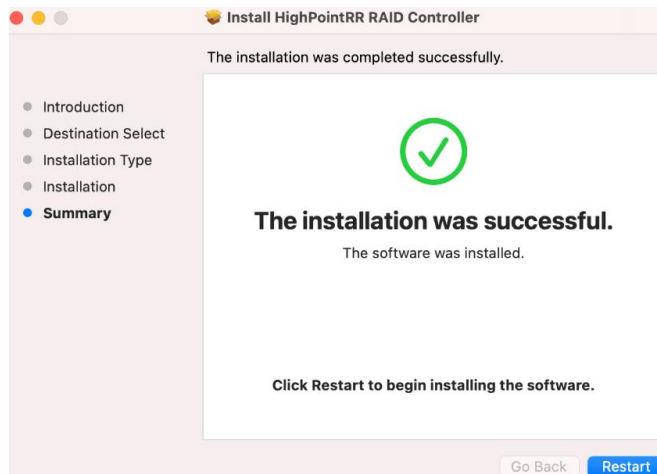 Install HighPointRR RAID Controller
The installation was completed successfully.
Introduction
Destination Select
Installation Type
Installation
Summary
The installation was successful.
The software was installed.
Click Restart to begin installing the software.
Go Back
Restart